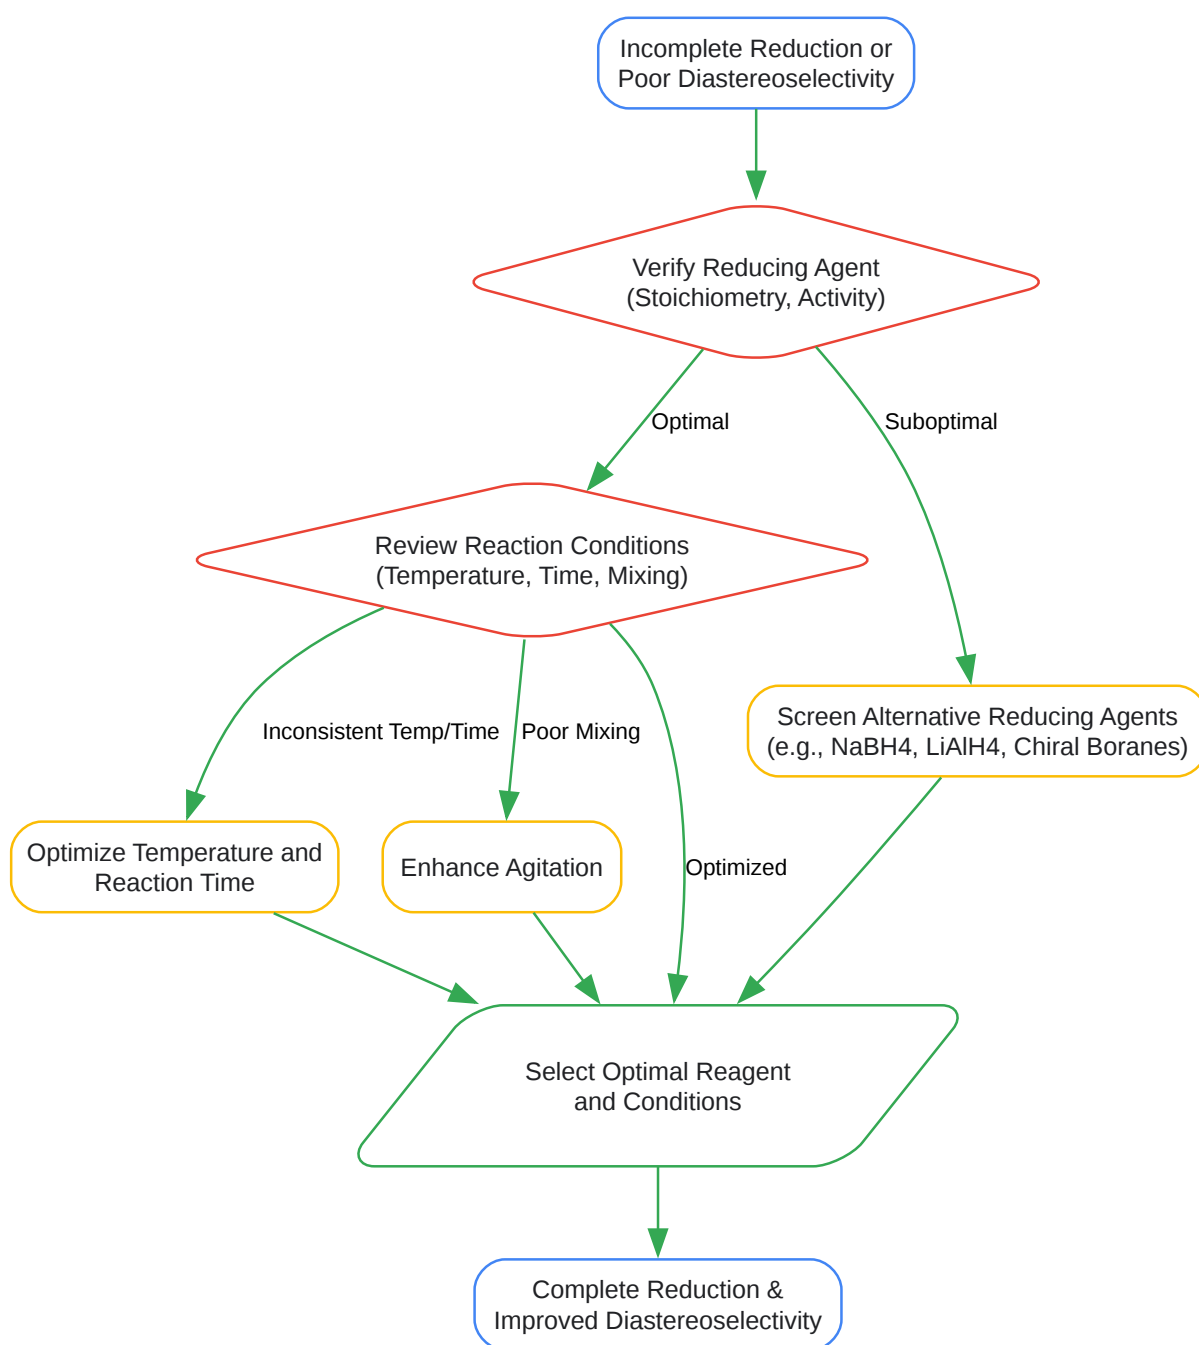 Incomplete Reduction or
Poor Diastereoselectivity
Verify Reducing Agent
(Stoichiometry, Activity)
Optimal
Suboptimal
Review Reaction Conditions
(Temperature, Time, Mixing)
Inconsistent Temp/Time
Poor Mixing
Screen Alternative Reducing Agents
(e.g., NaBH4, LiAlH4, Chiral Boranes)
Optimize Temperature and
Reaction Time
Enhance Agitation
Optimized
Select Optimal Reagent
and Conditions
Complete Reduction &
Improved Diastereoselectivity